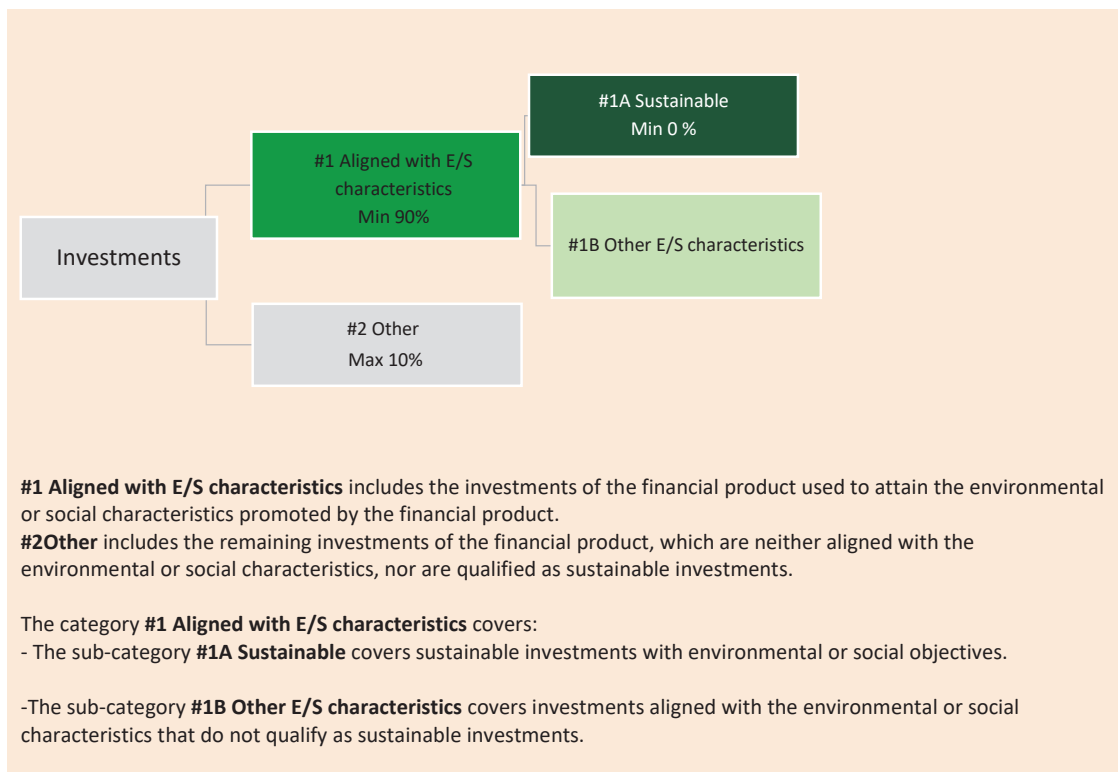 #1A Sustainable
Min 0 %
#1 Aligned with E/S
characteristics
Min 90%
#1B Other E/S characteristics
Investments
#2 Other
Max 10%
#1 Aligned with E/S characteristics includes the investments of the financial product used to attain the environmental
or social characteristics promoted by the financial product.
#2Other includes the remaining investments of the financial product, which are neither aligned with the
environmental or social characteristics, nor are qualified as sustainable investments.
The category #1 Aligned with E/S characteristics covers:
- The sub-category #1A Sustainable covers sustainable investments with environmental or social objectives.
-The sub-category #1B Other E/S characteristics covers investments aligned with the environmental or social
characteristics that do not qualify as sustainable investments.